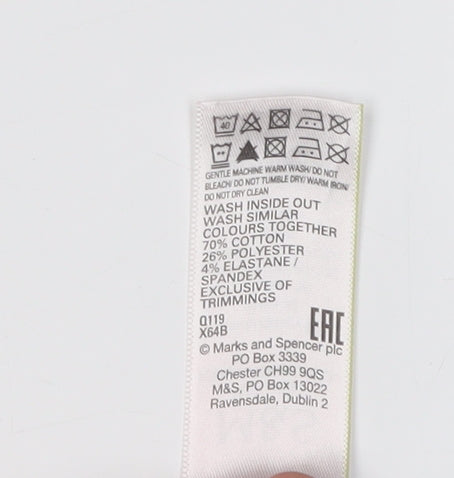 40
GENTLE MACHINE WARM WASH/ DO NOT
BLEACH/ DO NOT TUMBLE DRY/ WARM IRON/
DO NOT DRY CLEAN
WASH INSIDE OUT
WASH SIMILAR
COLOURS TOGETHER
70% COTTON
26% POLYESTER
4% ELASTANE /
SPANDEX
EXCLUSIVE OF
TRIMMINGS
Q119
X64B
EAC
© Marks and Spencer plc
PO Box 3339
Chester CH99 9QS
M&S, PO Box 13022
Ravensdale, Dublin 2